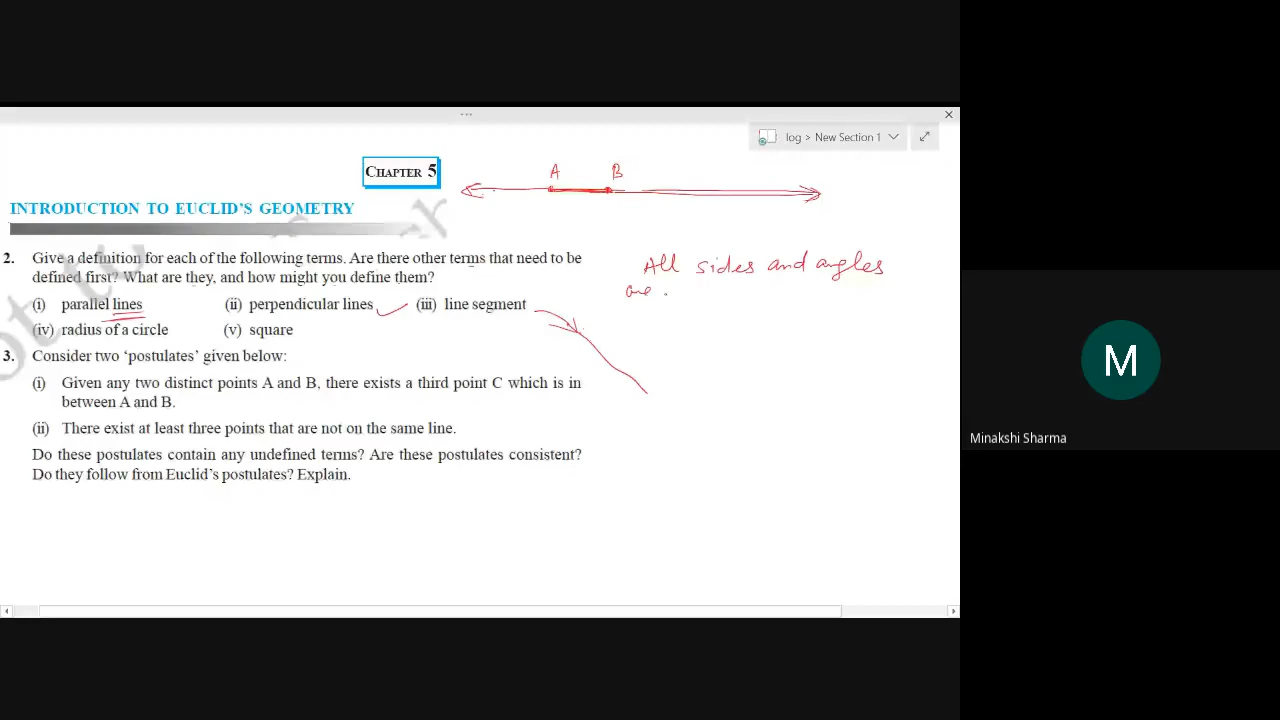 log > New Section 1
CHAPTER 5
A B
INTRODUCTION TO EUCLID'S GEOMETRY
2. Give a definition for each of the following terms. Are there other terms that need to be
defined first? What are they, and how might you define them?
All sides and angles
are
(i) parallel lines (ii) perpendicular lines (iii) line segment
(iv) radius of a circle (v) square
3. Consider two 'postulates' given below:
(i) Given any two distinct points A and B, there exists a third point C which is in
between A and B.
(ii) There exist at least three points that are not on the same line.
Do these postulates contain any undefined terms? Are these postulates consistent?
Do they follow from Euclid's postulates? Explain.
M
Minakshi Sharma